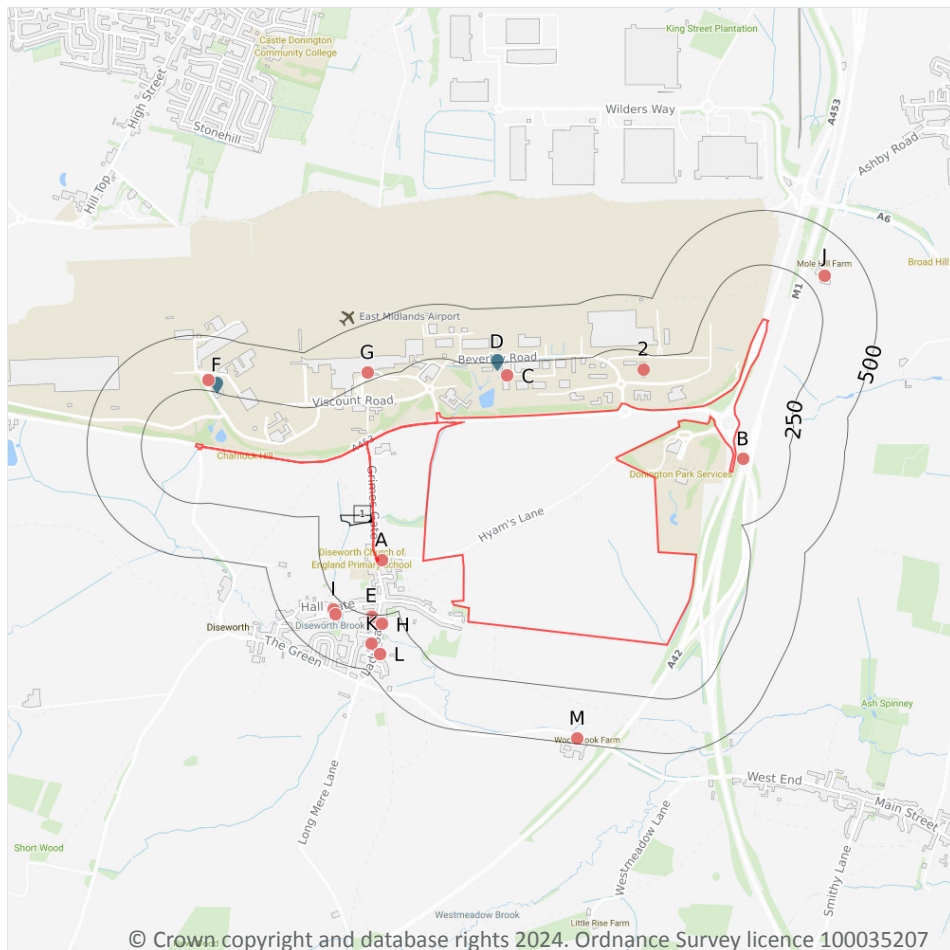 King Street Plantation
Castle Donington
Community College
High Street
Stonehill
Hill Top
Wilders Way
A453
Ashby Road
A6
Broad Hill
Mole Hill Farm
J
M1
East Midlands Airport
500
250
F
G
D
C
2
Beverley Road
Viscount Road
A453
Charnock Hill
B
Donington Park Services
Grimes Gate
1
Hyam's Lane
A
Diseworth Church of
England Primary School
I
E
Hall Gate
Diseworth
Diseworth Brook
K
H
L
The Green
A42
M
Ash Spinney
West End
Main Street
Long Mere Lane
Short Wood
Westmeadow Lane
Smithy Lane
Westmeadow Brook
Little Rise Farm
© Crown copyright and database rights 2024. Ordnance Survey licence 100035207